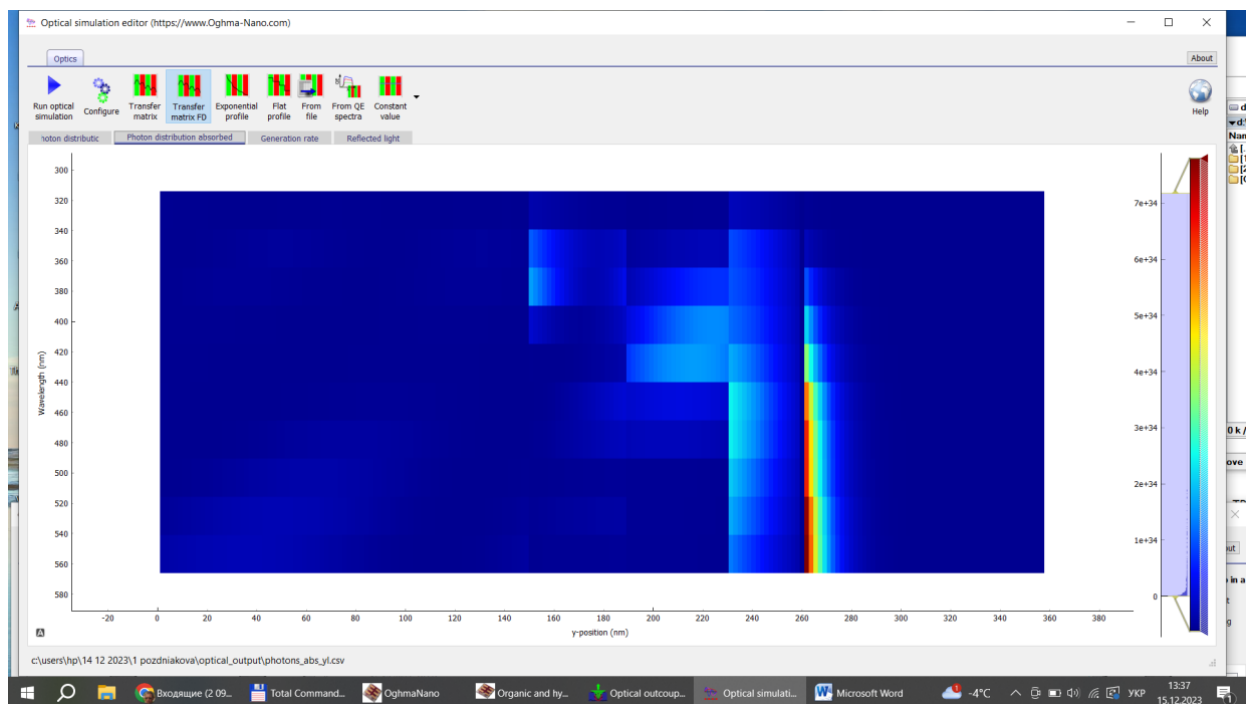 Optical simulation editor (https://www.Oghma-Nano.com)
Optics
About
Run optical simulation
Configure
Transfer matrix
Transfer matrix FD
Exponential profile
Flat profile
From file
From QE spectra
Constant value
Help
hoton distributic
Photon distribution absorbed
Generation rate
Reflected light
300
320
340
360
380
400
420
440
460
480
500
520
540
560
580
Wavelength (nm)
-20
0
20
40
60
80
100
120
140
160
180
200
220
240
260
280
300
320
340
360
380
y-position (nm)
7e+34
6e+34
5e+34
4e+34
3e+34
2e+34
1e+34
0
A
c:\users\hp\14 12 2023\1 pozdniakova\optical_output\photons_abs_yl.csv
Входящие (2 09...
Total Command...
OghmaNano
Organic and hy...
Optical outcoup...
Optical simulati...
Microsoft Word
-4°C
УКР
13:37
15.12.2023